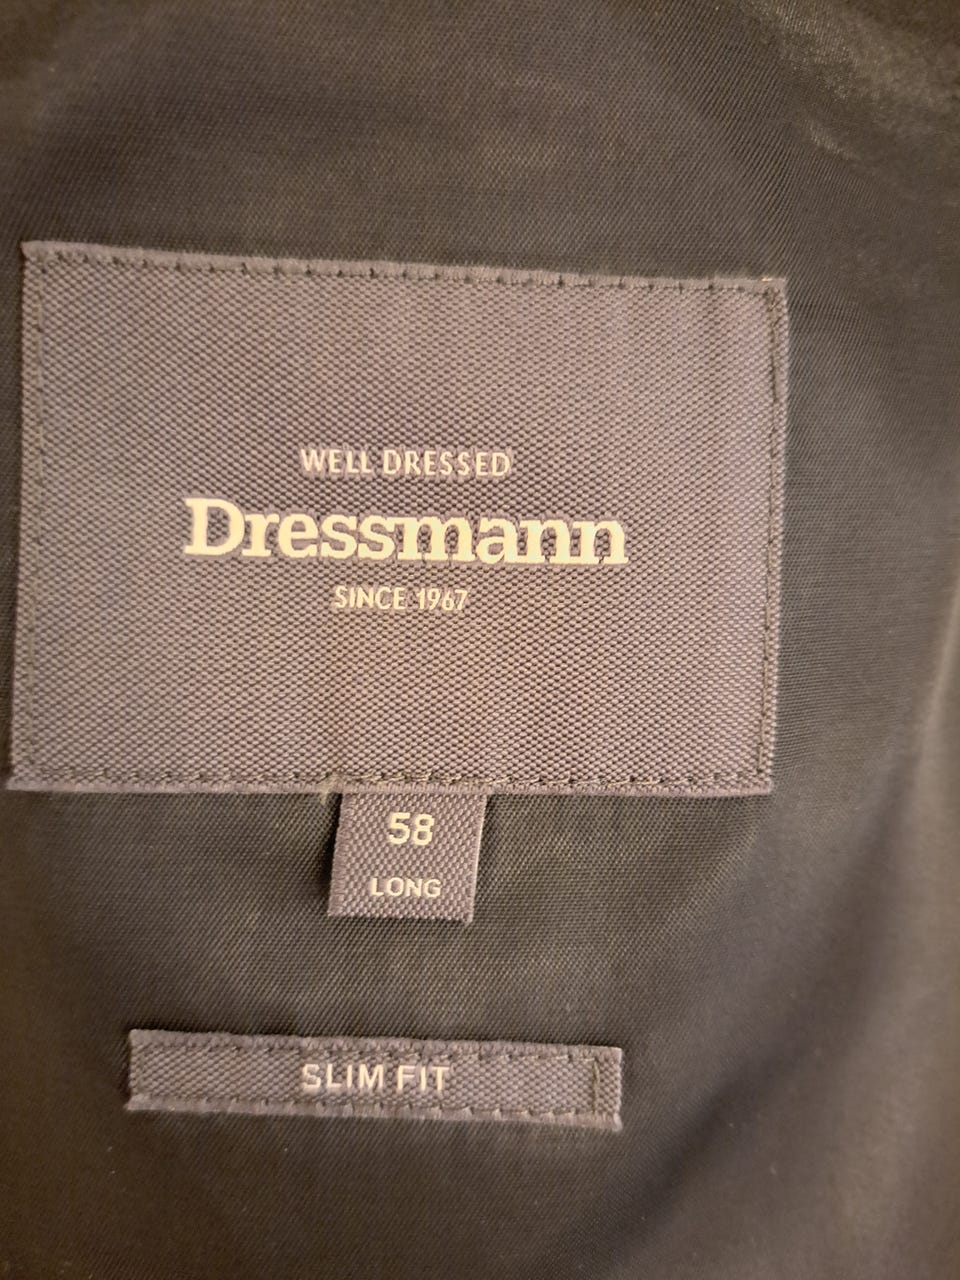 WELL DRESSED
Dressmann
SINCE 1967
58
LONG
SLIM FIT